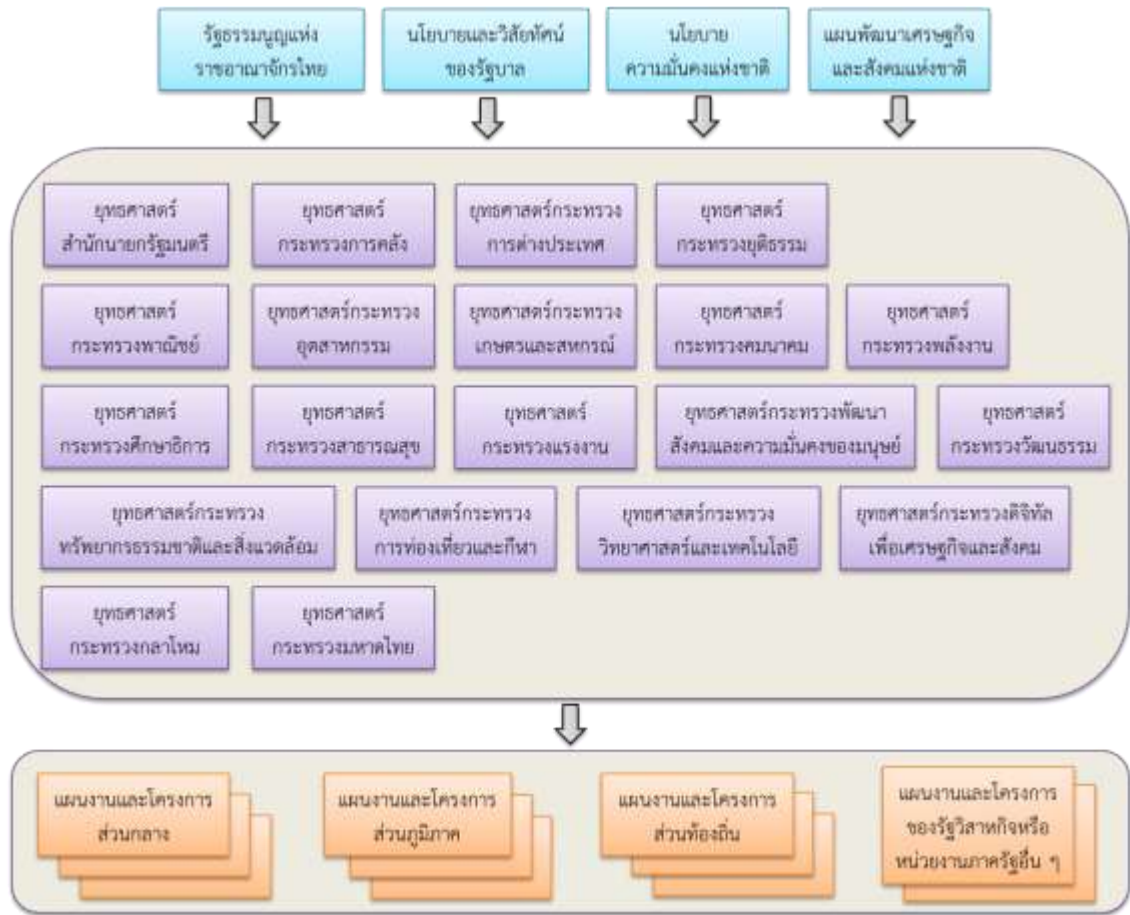 รัฐธรรมนูญแห่ง
ราชอาณาจักรไทย
นโยบายและวิสัยทัศน์
ของรัฐบาล
นโยบาย
ความมั่นคงแห่งชาติ
แผนพัฒนาเศรษฐกิจ
และสังคมแห่งชาติ
ยุทธศาสตร์
สำนักนายกรัฐมนตรี
ยุทธศาสตร์
กระทรวงการคลัง
ยุทธศาสตร์กระทรวง
การต่างประเทศ
ยุทธศาสตร์
กระทรวงยุติธรรม
ยุทธศาสตร์
กระทรวงพาณิชย์
ยุทธศาสตร์กระทรวง
อุตสาหกรรม
ยุทธศาสตร์กระทรวง
เกษตรและสหกรณ์
ยุทธศาสตร์
กระทรวงคมนาคม
ยุทธศาสตร์
กระทรวงพลังงาน
ยุทธศาสตร์
กระทรวงศึกษาธิการ
ยุทธศาสตร์
กระทรวงสาธารณสุข
ยุทธศาสตร์
กระทรวงแรงงาน
ยุทธศาสตร์กระทรวงพัฒนา
สังคมและความมั่นคงของมนุษย์
ยุทธศาสตร์
กระทรวงวัฒนธรรม
ยุทธศาสตร์กระทรวง
ทรัพยากรธรรมชาติและสิ่งแวดล้อม
ยุทธศาสตร์กระทรวง
การท่องเที่ยวและกีฬา
ยุทธศาสตร์กระทรวง
วิทยาศาสตร์และเทคโนโลยี
ยุทธศาสตร์กระทรวงดิจิทัล
เพื่อเศรษฐกิจและสังคม
ยุทธศาสตร์
กระทรวงกลาโหม
ยุทธศาสตร์
กระทรวงมหาดไทย
แผนงานและโครงการ
ส่วนกลาง
แผนงานและโครงการ
ส่วนภูมิภาค
แผนงานและโครงการ
ส่วนท้องถิ่น
แผนงานและโครงการ
ของรัฐวิสาหกิจหรือ
หน่วยงานภาครัฐอื่น ๆ